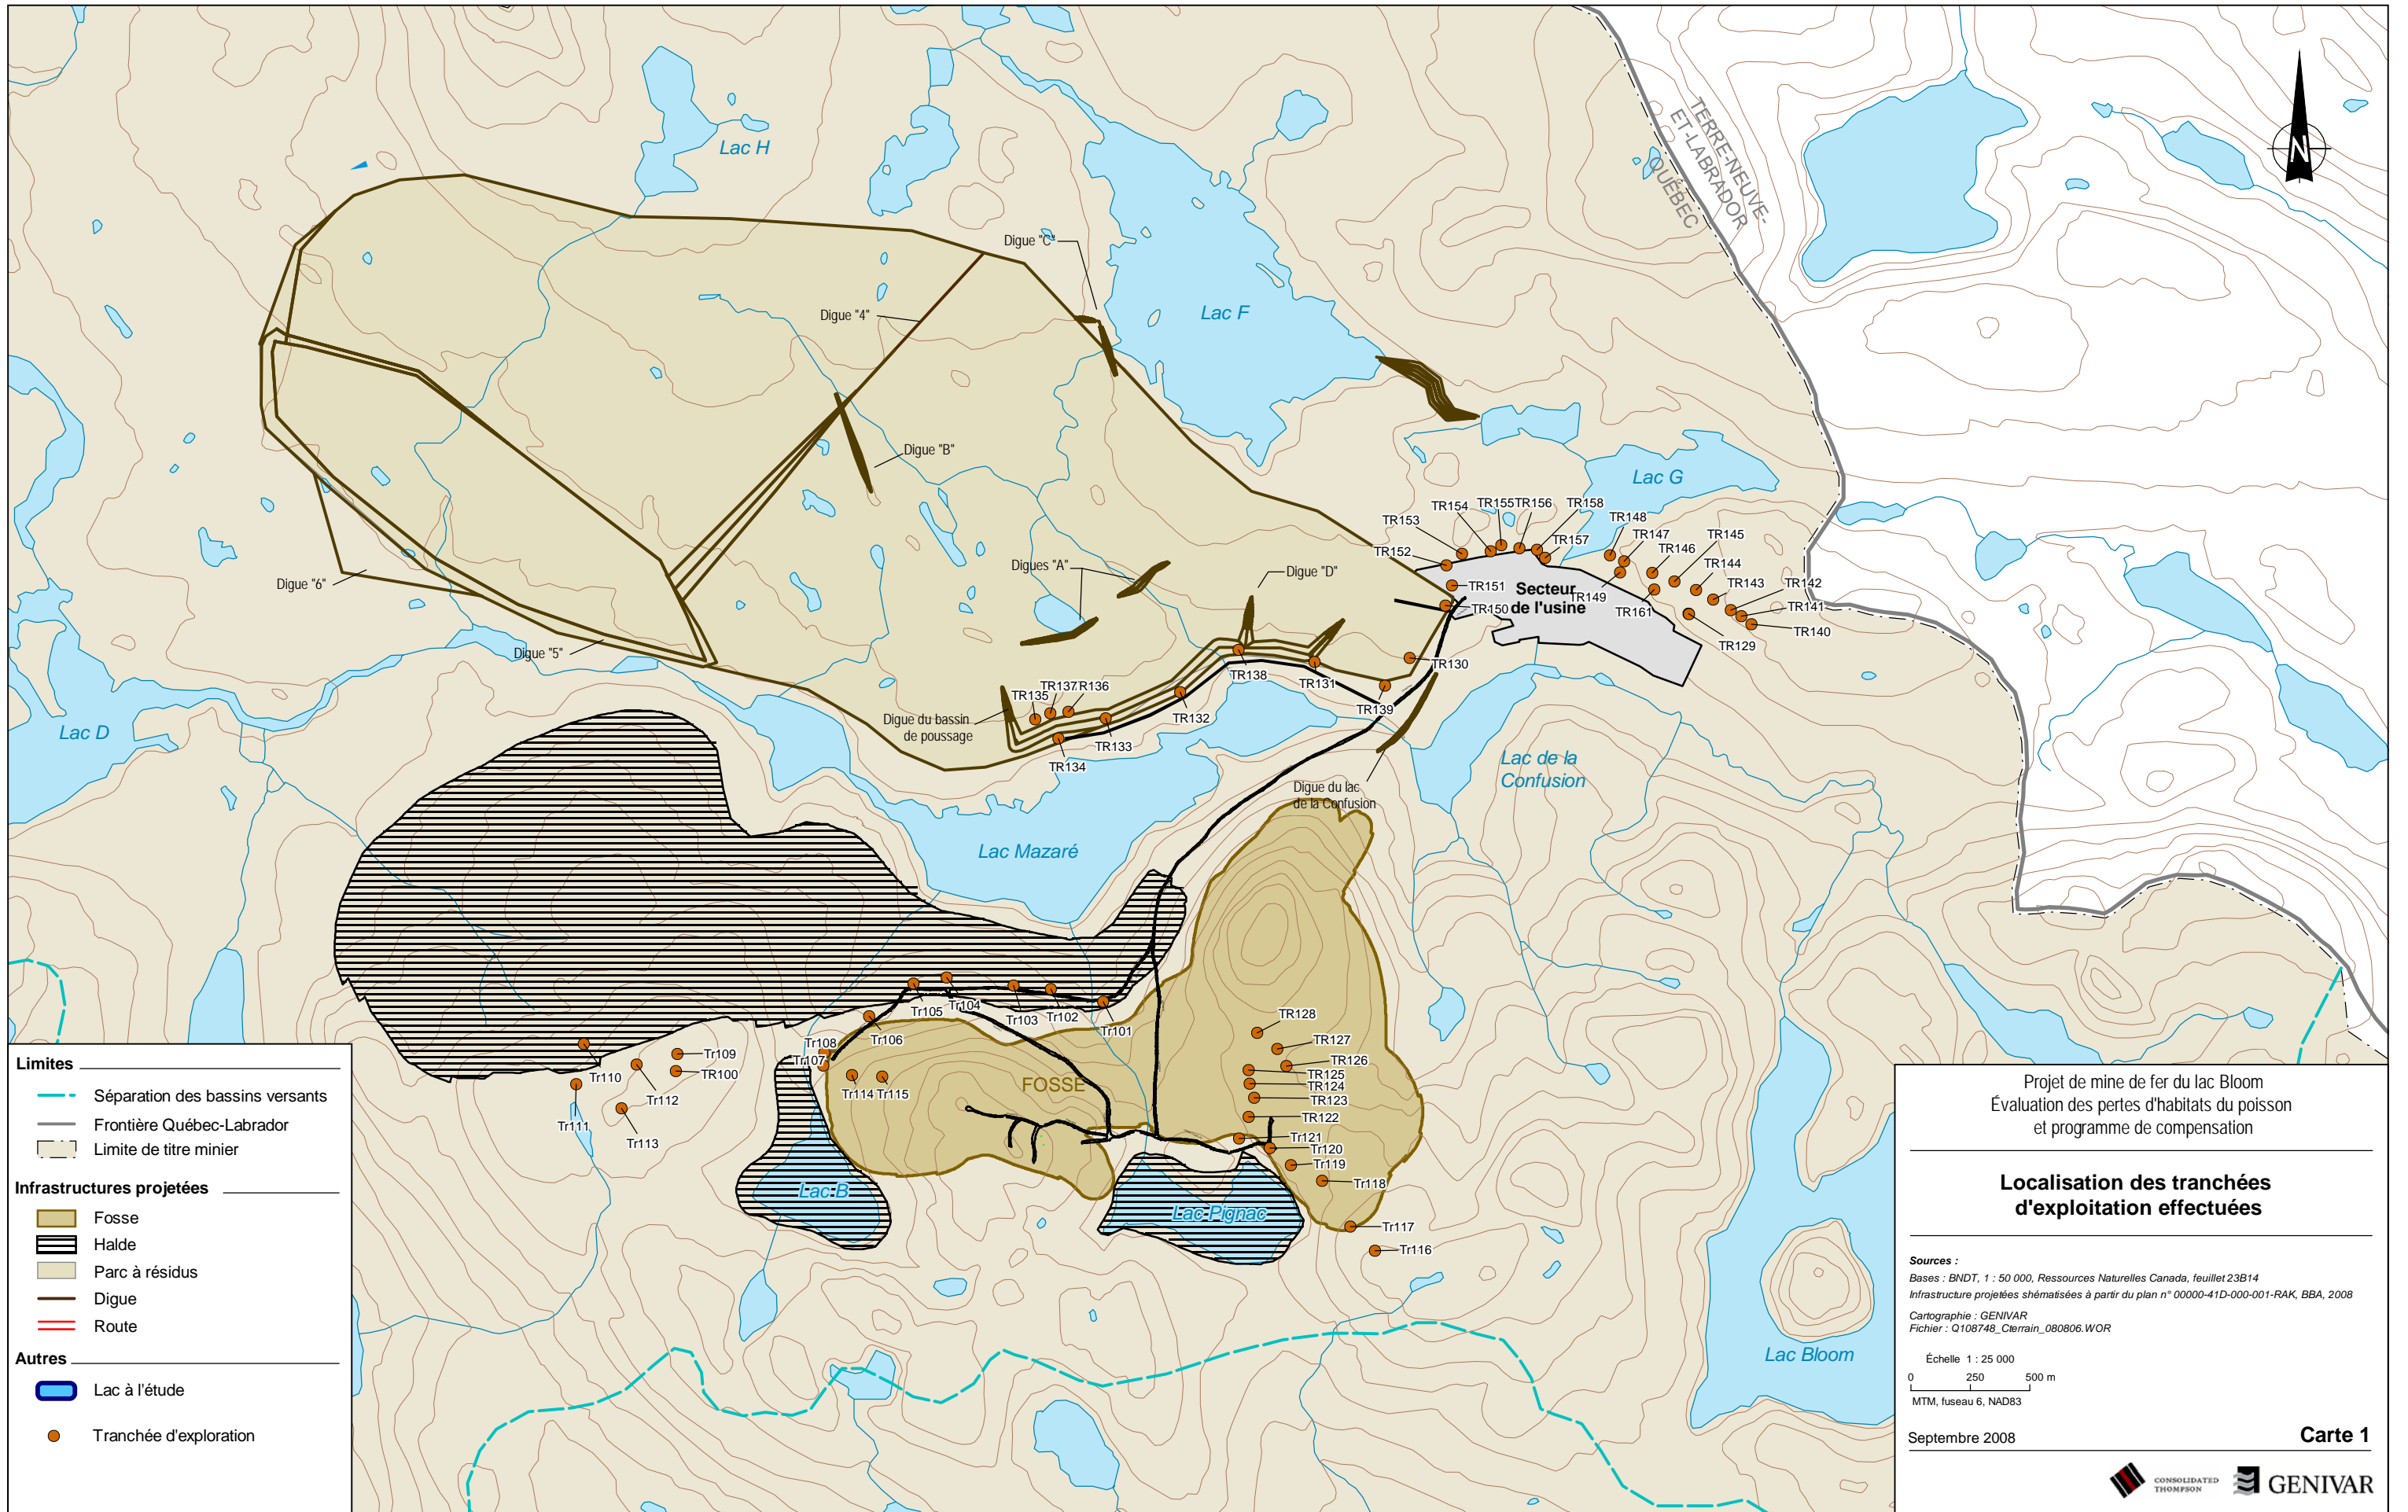 TERRE-NEUVE-
ET-LABRADOR
QUÉBEC
N
Lac H
Digue "C"
Lac F
Digue "4"
Digue "B"
Lac G
TR154
TR155
TR156
TR158
TR153
TR148
TR147
TR145
TR157
TR146
TR152
TR144
TR143
TR142
TR151
Secteur
de l'usine
TR149
TR150
TR161
TR141
TR140
TR129
Digues "A"
Digue "D"
Digue "6"
Digue "5"
TR130
TR138
TR131
TR137
TR136
TR135
TR139
TR132
Digue du bassin
de poussage
TR133
TR134
Lac D
Lac de la
Confusion
Digue du lac
de la Confusion
Lac Mazaré
Tr104
Tr105
Tr103
Tr102
Tr101
Tr106
TR128
Tr108
Tr107
TR127
Tr109
TR126
TR100
TR125
Tr110
TR124
Tr114
Tr115
FOSSE
TR123
Tr112
TR122
Tr111
Tr113
Tr121
Tr120
Tr119
Tr118
Lac B
Lac Pignac
Tr117
Tr116
Lac Bloom
Limites
Séparation des bassins versants
Frontière Québec-Labrador
Limite de titre minier
Infrastructures projetées
Fosse
Halde
Parc à résidus
Digue
Route
Autres
Lac à l'étude
Tranchée d'exploration
Projet de mine de fer du lac Bloom
Évaluation des pertes d'habitats du poisson
et programme de compensation
Localisation des tranchées
d'exploitation effectuées
Sources :
Bases : BNDT, 1 : 50 000, Ressources Naturelles Canada, feuillet 23B14
Infrastructure projetées shématisées à partir du plan n° 00000-41D-000-001-RAK, BBA, 2008
Cartographie : GENIVAR
Fichier : Q108748_Cterrain_080806.WOR
Échelle 1 : 25 000
0 250 500 m
MTM, fuseau 6, NAD83
Septembre 2008
Carte 1
CONSOLIDATED
THOMPSON
GENIVAR